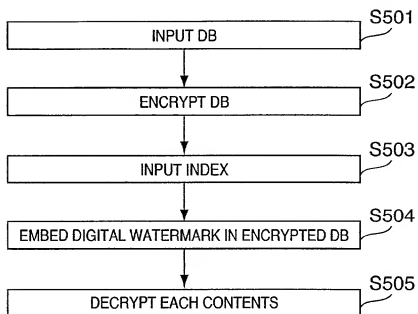 S501
INPUT DB
S502
ENCRYPT DB
S503
INPUT INDEX
S504
EMBED DIGITAL WATERMARK IN ENCRYPTED DB
S505
DECRYPT EACH CONTENTS